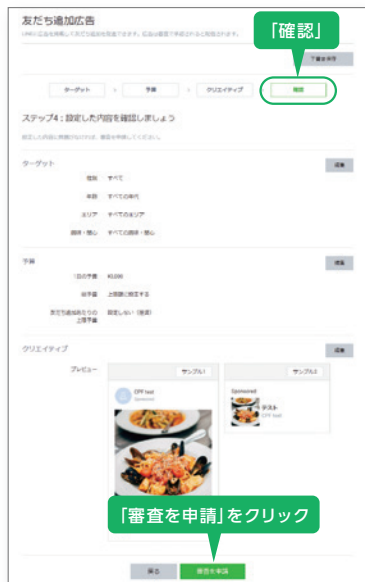 友だち追加広告
「確認」
下書き保存
ターゲット
予算
クリエイティブ
確認
ステップ4：設定した内容を確認しましょう
ターゲット
編集
性別 すべて
年齢 すべての年代
エリア すべてのエリア
趣味・関心 すべての趣味・関心
予算
編集
1日の予算 ¥3,000
総予算 上限額に設定する
友だち追加あたりの
上限予算
設定しない（推奨）
クリエイティブ
編集
プレビュー
サンプル1
サンプル2
CPF test
Sponsored
Sponsored
テスト
CPF test
「審査を申請」をクリック
戻る
審査を申請